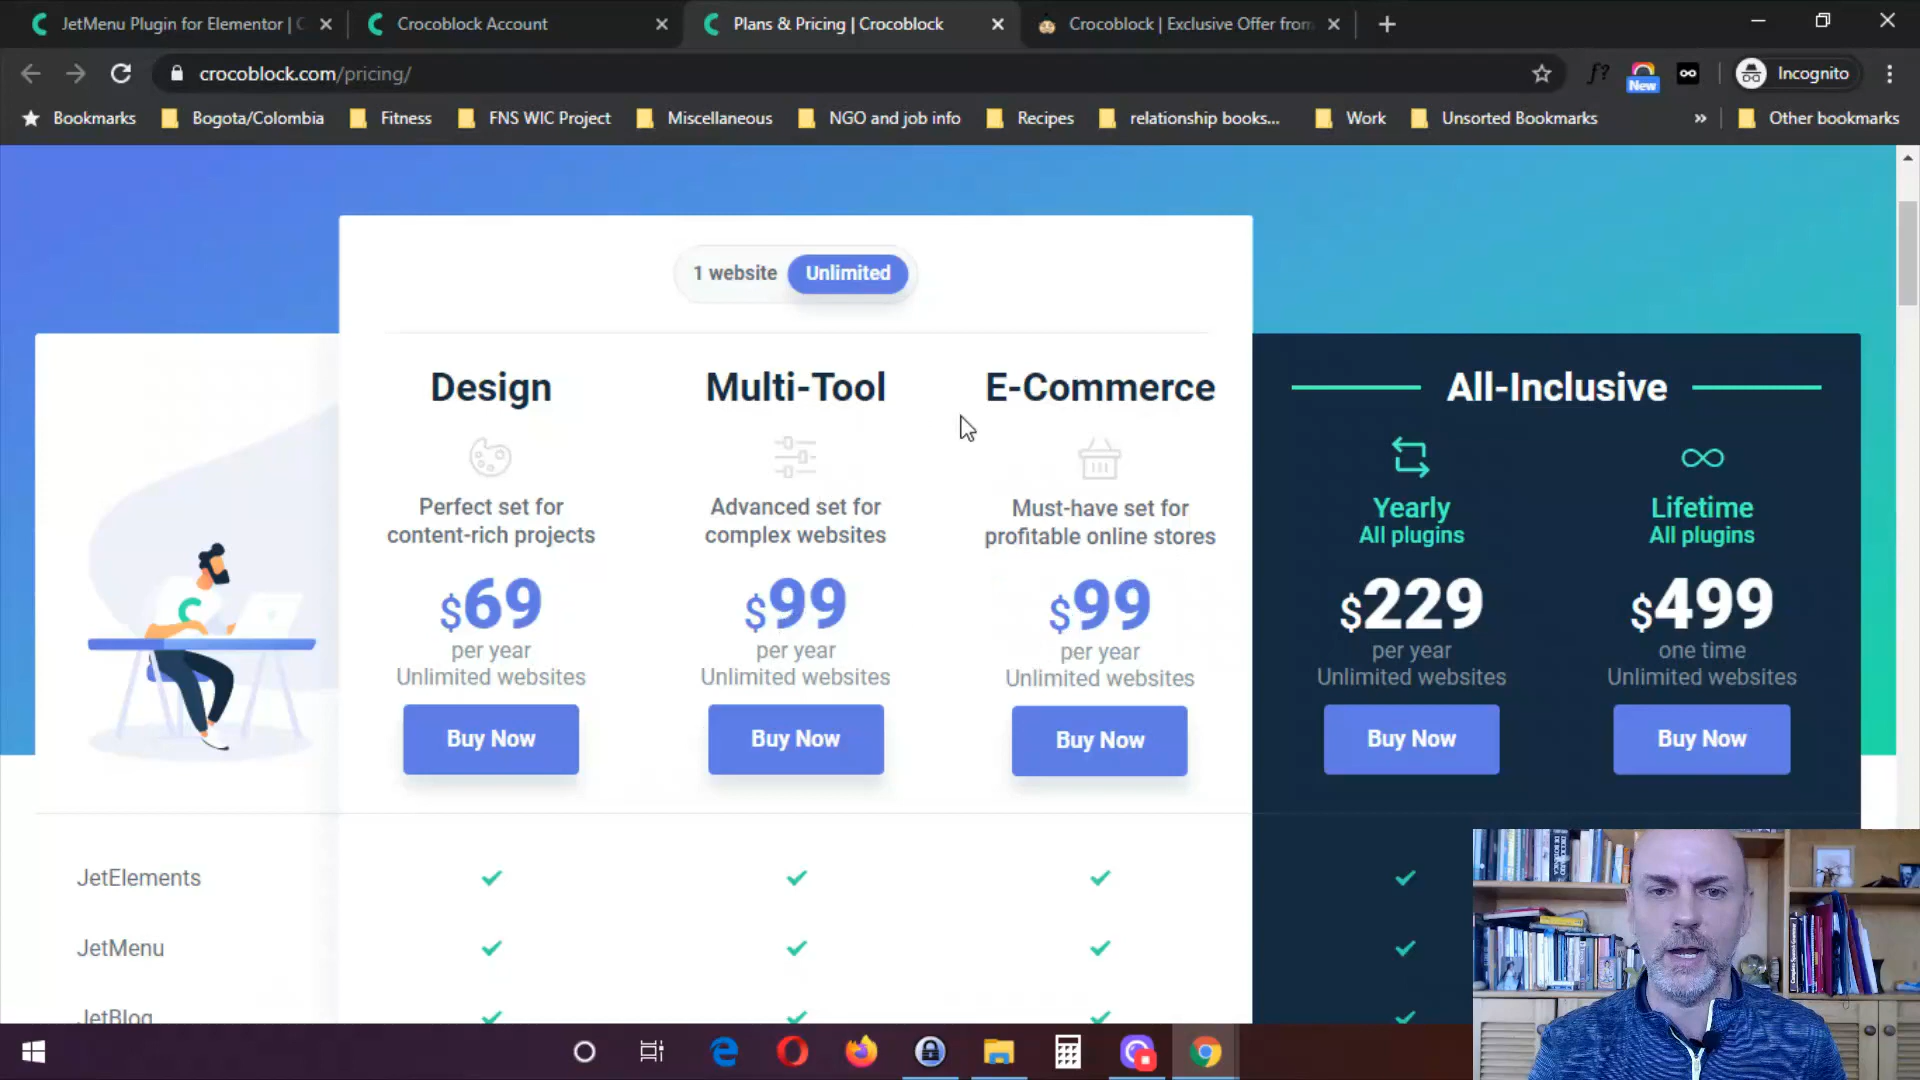 JetMenu Plugin for Elementor | C
Crocoblock Account
Plans & Pricing | Crocoblock
Crocoblock | Exclusive Offer from
crocoblock.com/pricing/
f?
New
Incognito
Bookmarks
Bogota/Colombia
Fitness
FNS WIC Project
Miscellaneous
NGO and job info
Recipes
relationship books...
Work
Unsorted Bookmarks
»
Other bookmarks
1 website
Unlimited
Design
Perfect set for
content-rich projects
$69
per year
Unlimited websites
Buy Now
Multi-Tool
Advanced set for
complex websites
$99
per year
Unlimited websites
Buy Now
E-Commerce
Must-have set for
profitable online stores
$99
per year
Unlimited websites
Buy Now
All-Inclusive
Yearly
All plugins
$229
per year
Unlimited websites
Buy Now
Lifetime
All plugins
$499
one time
Unlimited websites
Buy Now
JetElements
JetMenu
JetBlog